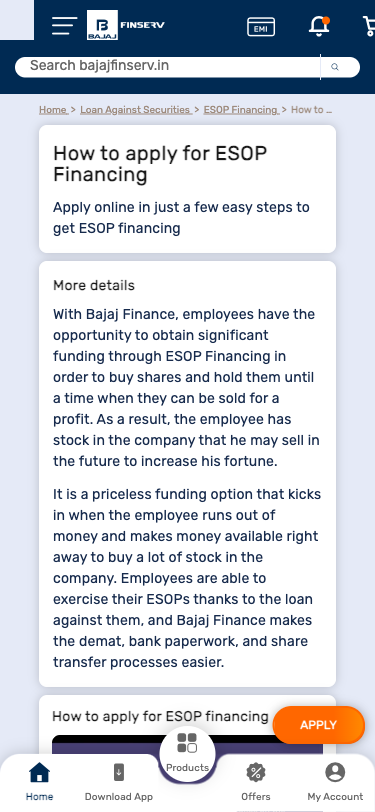 BAJAJ
FINSERV
EMI
Search bajajfinserv.in
Home > Loan Against Securities > ESOP Financing > How to ...
How to apply for ESOP
Financing
Apply online in just a few easy steps to
get ESOP financing
More details
With Bajaj Finance, employees have the
opportunity to obtain significant
funding through ESOP Financing in
order to buy shares and hold them until
a time when they can be sold for a
profit. As a result, the employee has
stock in the company that he may sell in
the future to increase his fortune.
It is a priceless funding option that kicks
in when the employee runs out of
money and makes money available right
away to buy a lot of stock in the
company. Employees are able to
exercise their ESOPs thanks to the loan
against them, and Bajaj Finance makes
the demat, bank paperwork, and share
transfer processes easier.
How to apply for ESOP financing
APPLY
Home
Download App
Products
Offers
My Account